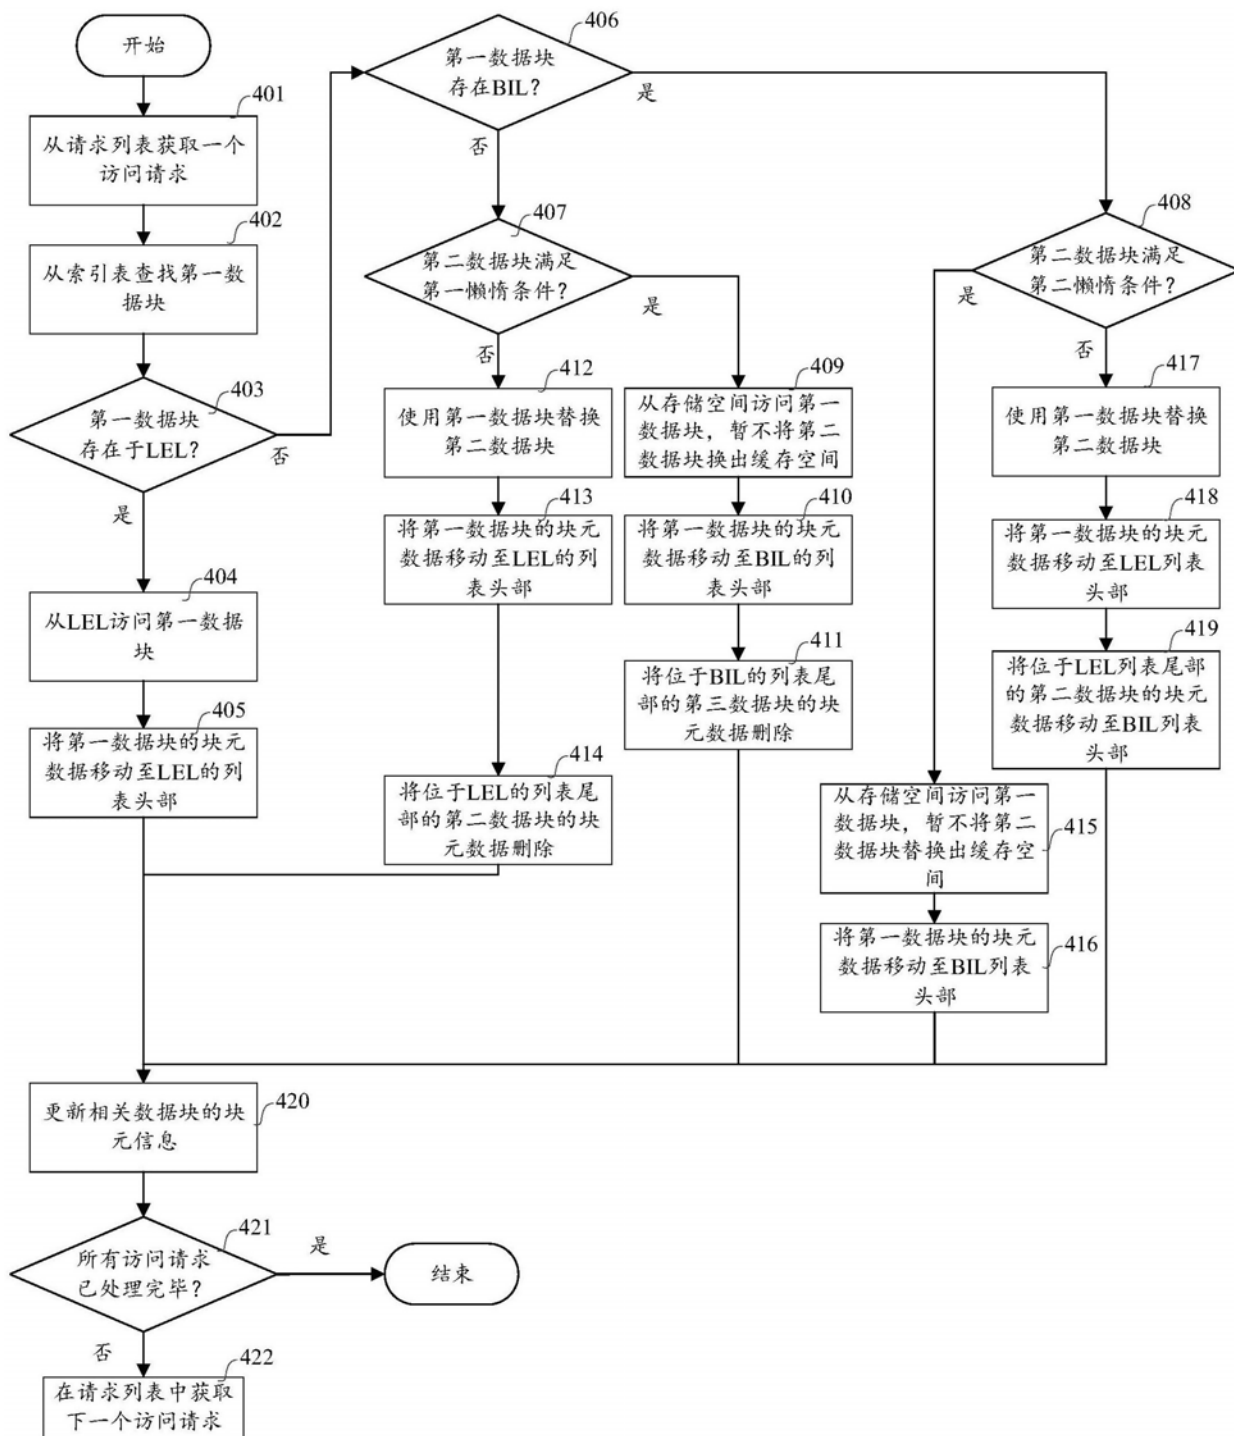 开始
401
从请求列表获取一个
访问请求
402
从索引表查找第一数
据块
403
第一数据块
存在于LEL?
否
是
404
从LEL访问第一数据
块
405
将第一数据块的块元
数据移动至LEL的列
表头部
406
第一数据块
存在BIL?
是
否
407
第二数据块满足
第一懒惰条件?
是
否
408
第二数据块满足
第二懒惰条件?
是
否
412
使用第一数据块替换
第二数据块
413
将第一数据块的块元
数据移动至LEL的列
表头部
414
将位于LEL的列表尾
部的第二数据块的块
元数据删除
409
从存储空间访问第一
数据块，暂不将第二
数据块换出缓存空间
410
将第一数据块的块元
数据移动至BIL的列
表头部
411
将位于BIL的列表尾
部的第三数据块的块
元数据删除
415
从存储空间访问第一
数据块，暂不将第二
数据块替换出缓存空
间
416
将第一数据块的块元
数据移动至BIL列表
头部
417
使用第一数据块替换
第二数据块
418
将第一数据块的块元
数据移动至LEL列表
头部
419
将位于LEL列表尾部
的第二数据块的块元
数据移动至BIL列表
头部
420
更新相关数据块的块
元信息
421
所有访问请求
已处理完毕?
是
结束
否
422
在请求列表中获取
下一个访问请求